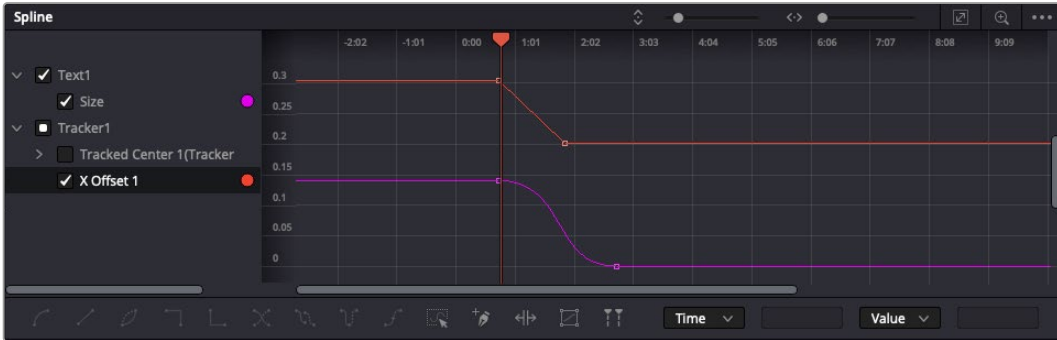 Spline
-2:02 -1:01 0:00 1:01 2:02 3:03 4:04 5:05 6:06 7:07 8:08 9:09
Text1
Size
Tracker1
Tracked Center 1(Tracker
X Offset 1
0.3
0.25
0.2
0.15
0.1
0.05
0
Time
Value